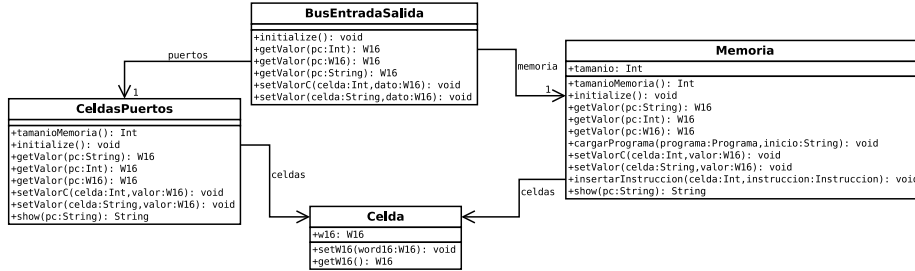 BusEntradaSalida
+initialize(): void
+getValor(pc:Int): W16
+getValor(pc:W16): W16
+getValor(pc:String): W16
+setValorC(celda:Int,dato:W16): void
+setValor(celda:String,dato:W16): void
puertos
1
memoria
1
Memoria
+tamanio: Int
+tamanioMemoria(): Int
+initialize(): void
+getValor(pc:String): W16
+getValor(pc:Int): W16
+getValor(pc:W16): W16
+cargarPrograma(programa:Programa,inicio:String): void
+setValorC(celda:Int,valor:W16): void
+setValor(celda:String,valor:W16): void
+insertarInstruccion(celda:Int,instruccion:Instruccion): void
+show(pc:String): String
CeldasPuertos
+tamanioMemoria(): Int
+initialize(): void
+getValor(pc:String): W16
+getValor(pc:Int): W16
+getValor(pc:W16): W16
+setValorC(celda:Int,valor:W16): void
+setValor(celda:String,valor:W16): void
+show(pc:String): String
celdas
celdas
Celda
+w16: W16
+setW16(word16:W16): void
+getW16(): W16